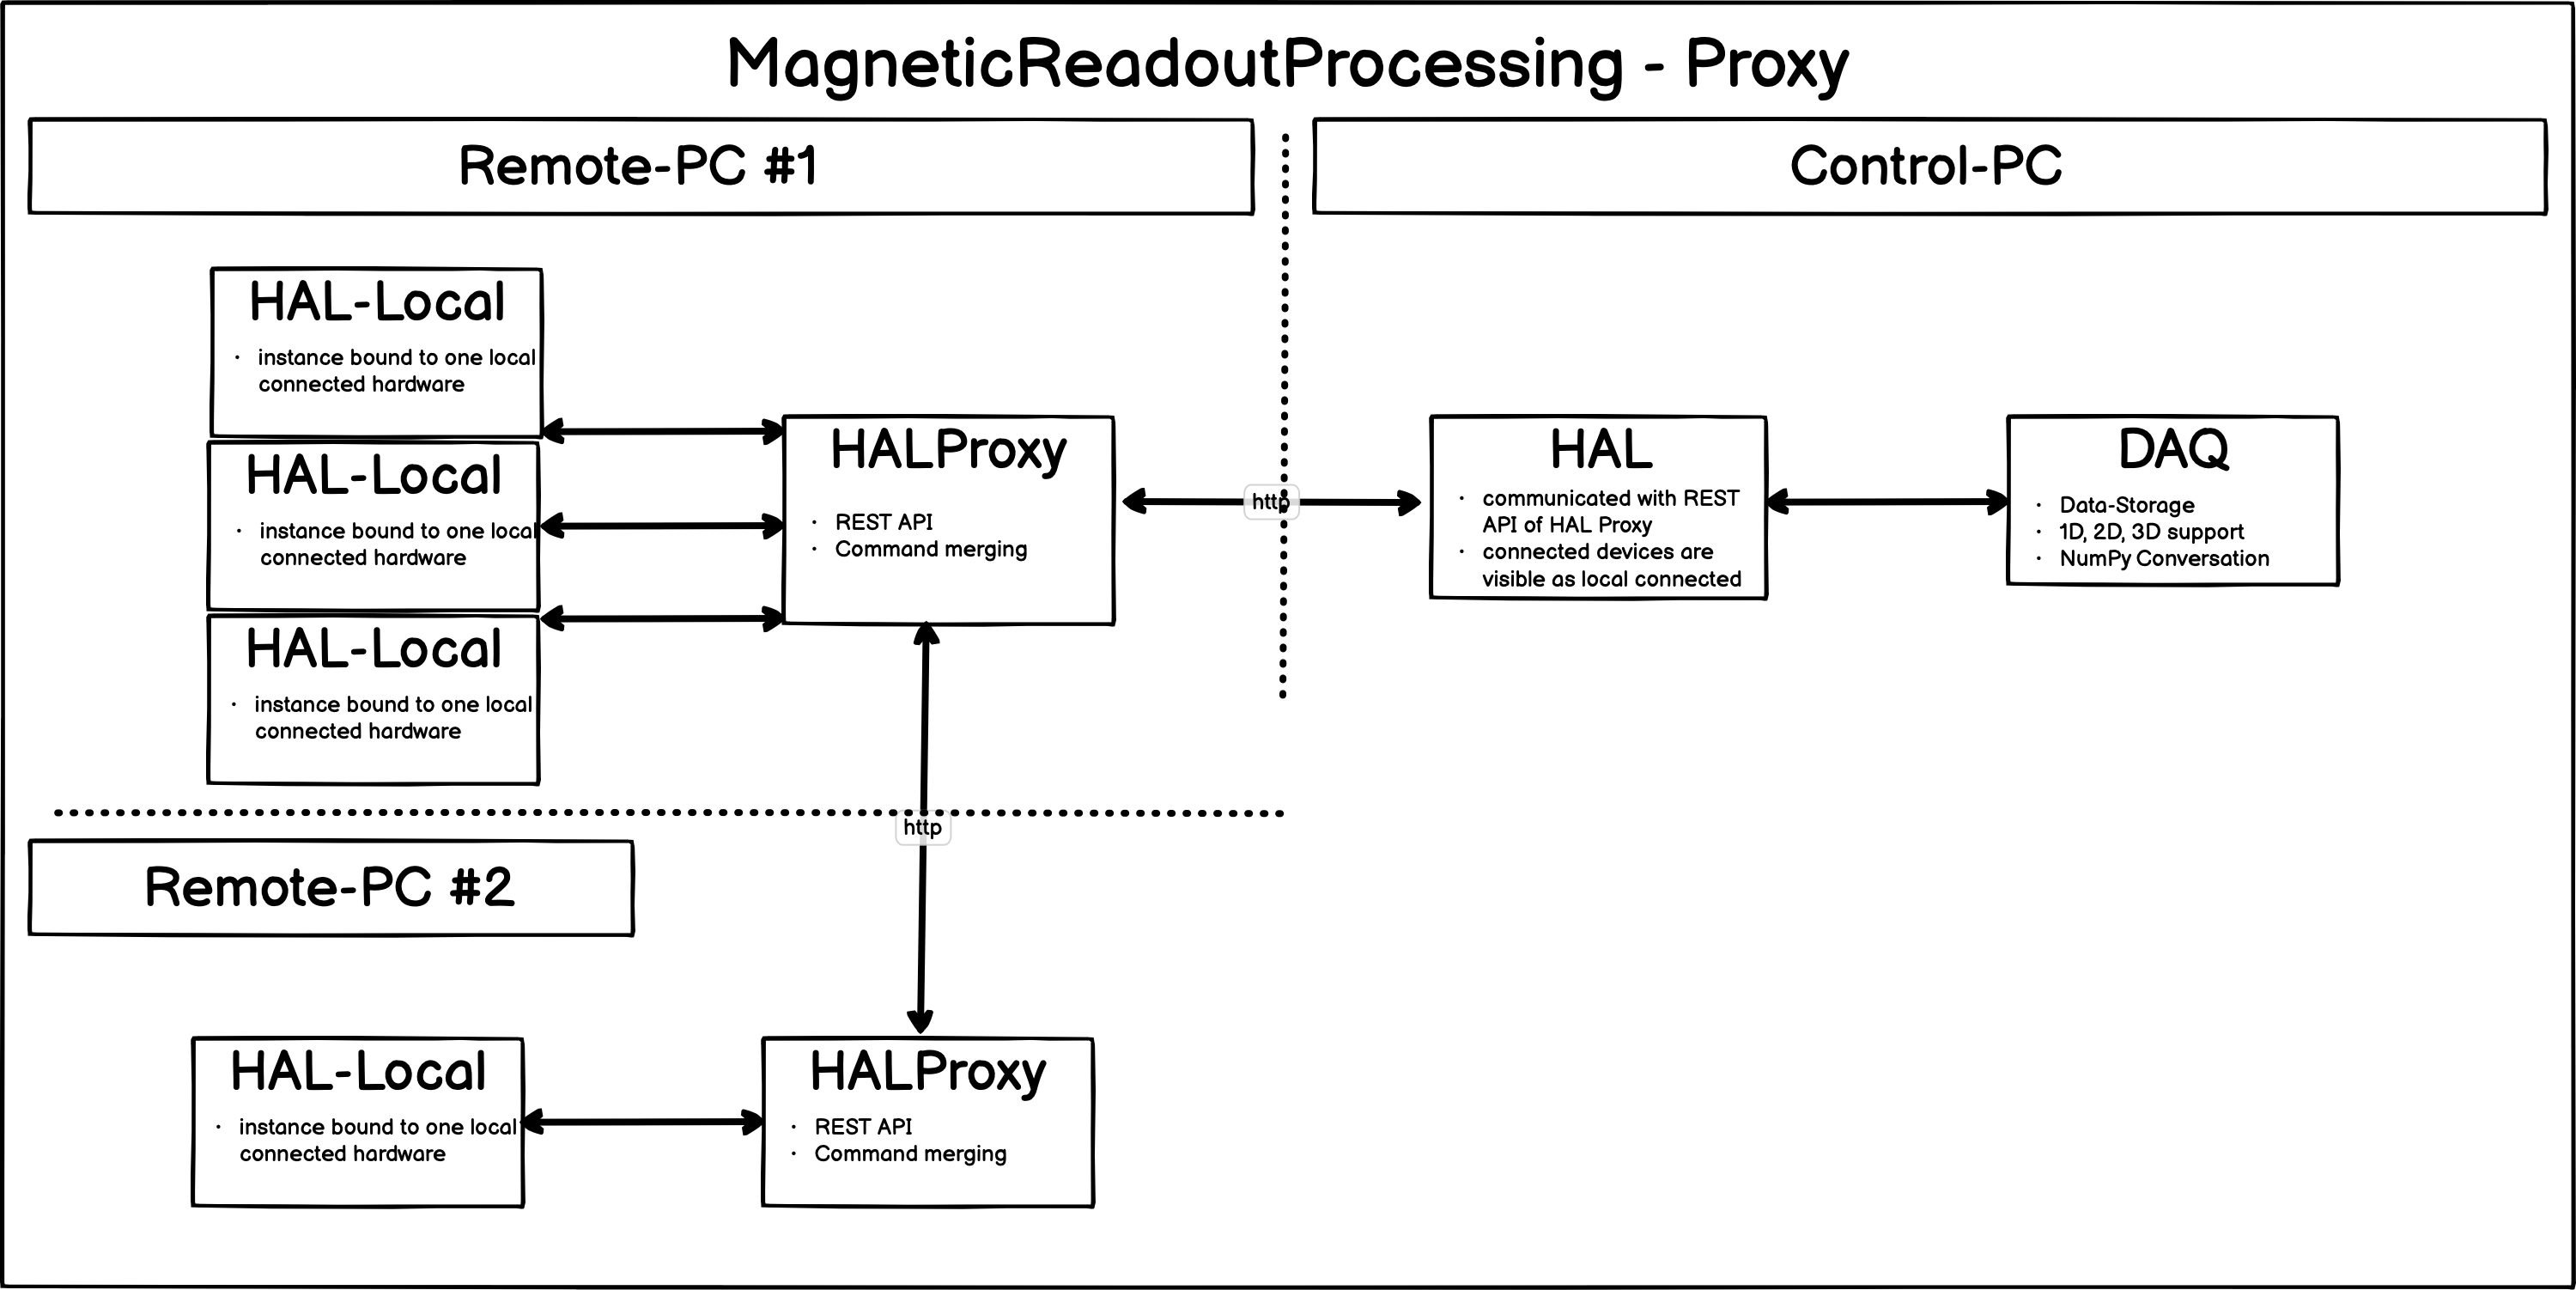 MagneticReadoutProcessing - Proxy
Remote-PC #1
Control-PC
HAL-Local
· instance bound to one local
connected hardware
HAL-Local
· instance bound to one local
connected hardware
HAL-Local
· instance bound to one local
connected hardware
HALProxy
· REST API
· Command merging
http
HAL
· communicated with REST
API of HAL Proxy
· connected devices are
visible as local connected
DAQ
· Data-Storage
· 1D, 2D, 3D support
· NumPy Conversation
http
Remote-PC #2
HAL-Local
· instance bound to one local
connected hardware
HALProxy
· REST API
· Command merging